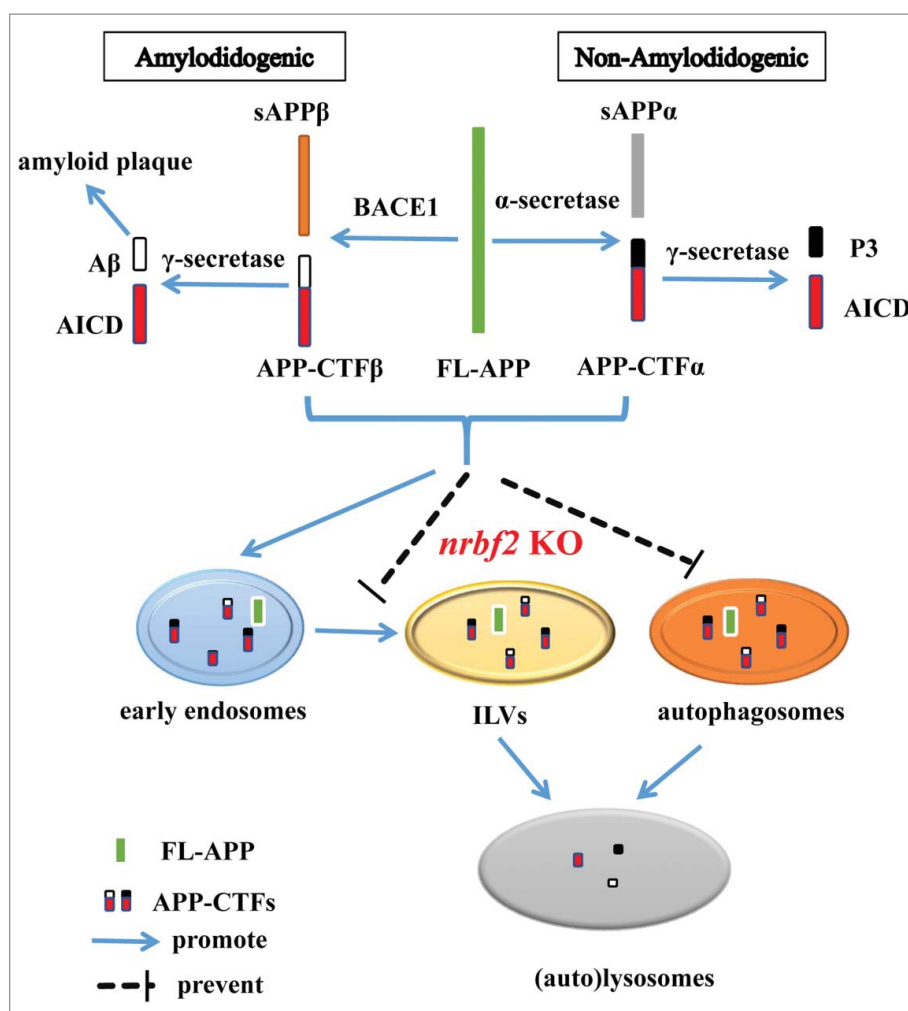 Amylodidogenic
Non-Amylodidogenic
sAPPβ
sAPPα
amyloid plaque
BACE1
α-secretase
Aβ
γ-secretase
γ-secretase
P3
AICD
AICD
APP-CTFβ
FL-APP
APP-CTFα
nrbf2 KO
early endosomes
ILVs
autophagosomes
FL-APP
APP-CTFs
promote
prevent
(auto)lysosomes